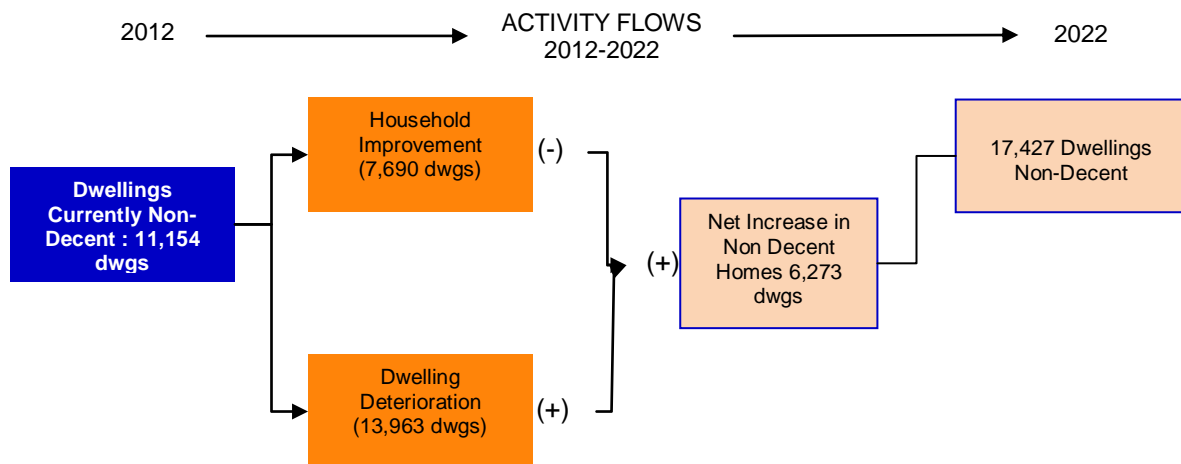 2012
ACTIVITY FLOWS
2012-2022
2022
Dwellings
Currently Non-
Decent : 11,154
dwgs
Household
Improvement
(7,690 dwgs)
(-)
Dwelling
Deterioration
(13,963 dwgs)
(+)
(+)
Net Increase in
Non Decent
Homes 6,273
dwgs
17,427 Dwellings
Non-Decent